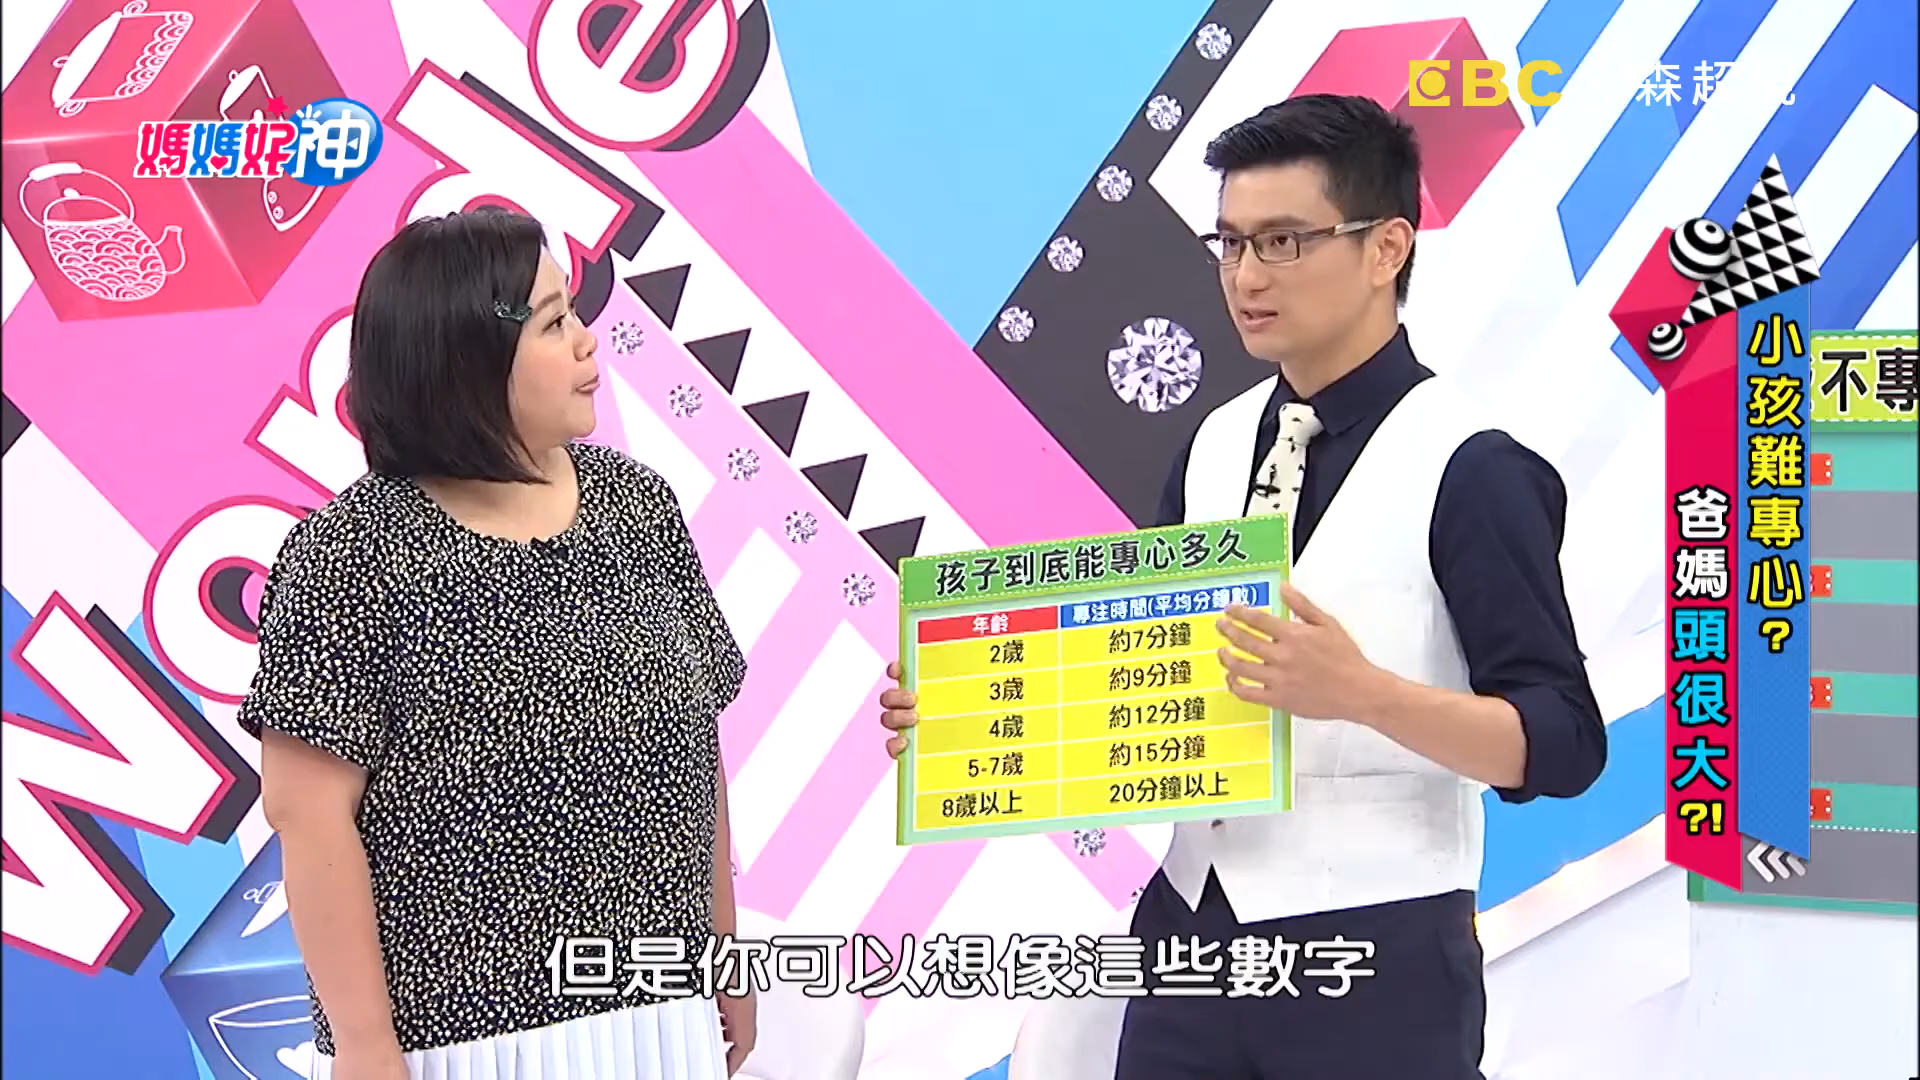 Wonde
媽媽好神
EBC
森超
小孩難專心?
爸媽頭很大?!
不專
孩子到底能專心多久
年齡 專注時間(平均分鐘數)
2歲 約7分鐘
3歲 約9分鐘
4歲 約12分鐘
5-7歲 約15分鐘
8歲以上 20分鐘以上
但是你可以想像這些數字